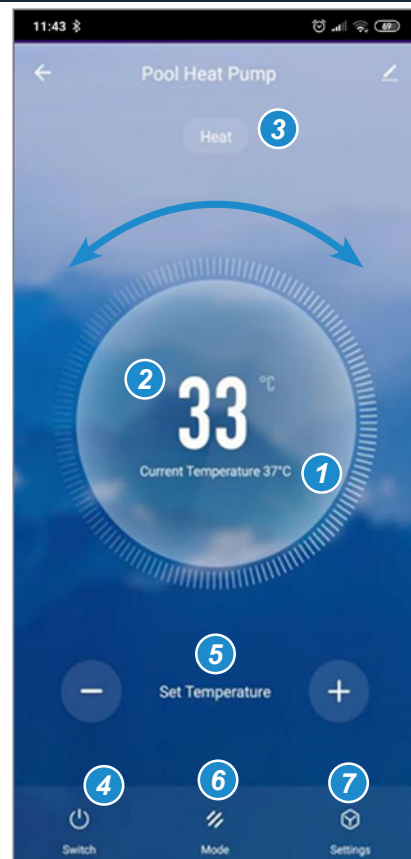 11:43 69
Pool Heat Pump
Heat 3
2
33 °C
Current Temperature 37°C 1
5
Set Temperature
4 6 7
Switch Mode Settings